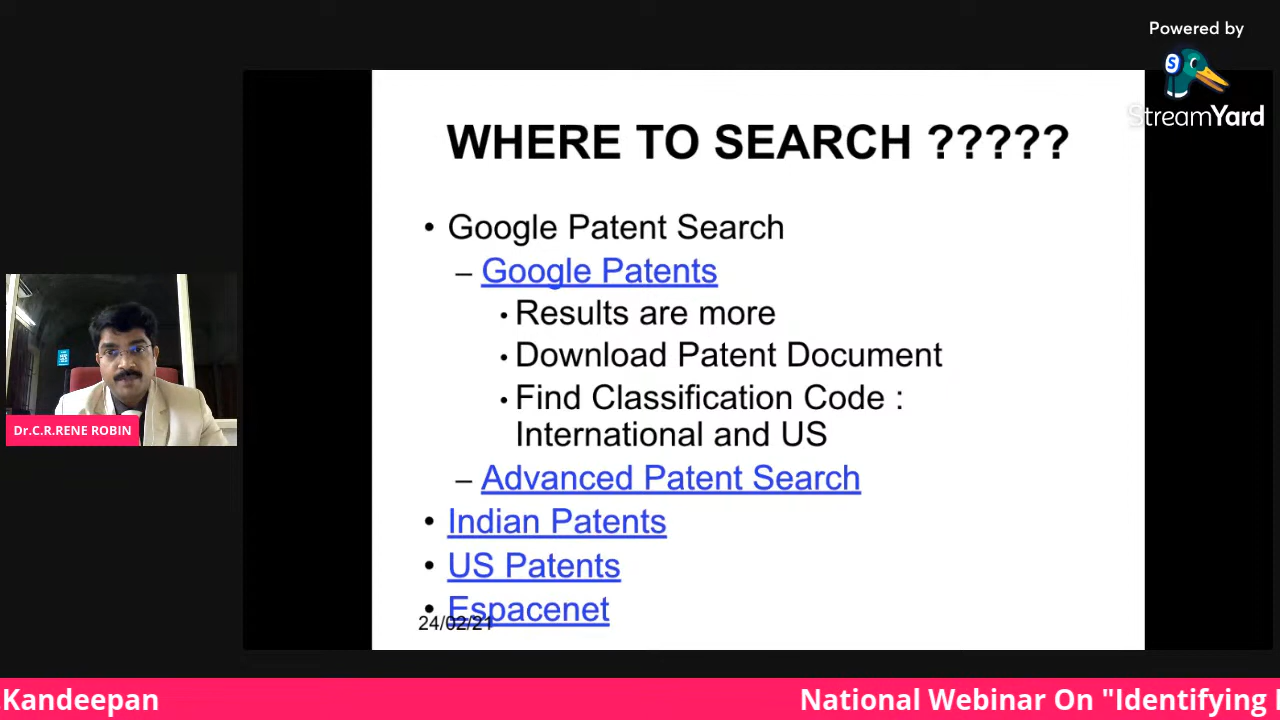 Powered by
StreamYard
WHERE TO SEARCH ?????
• Google Patent Search
– Google Patents
• Results are more
• Download Patent Document
• Find Classification Code :
International and US
– Advanced Patent Search
• Indian Patents
• US Patents
• Espacenet
24/02/21
Dr.C.R.RENE ROBIN
.Kandeepan
National Webinar On "Identifying